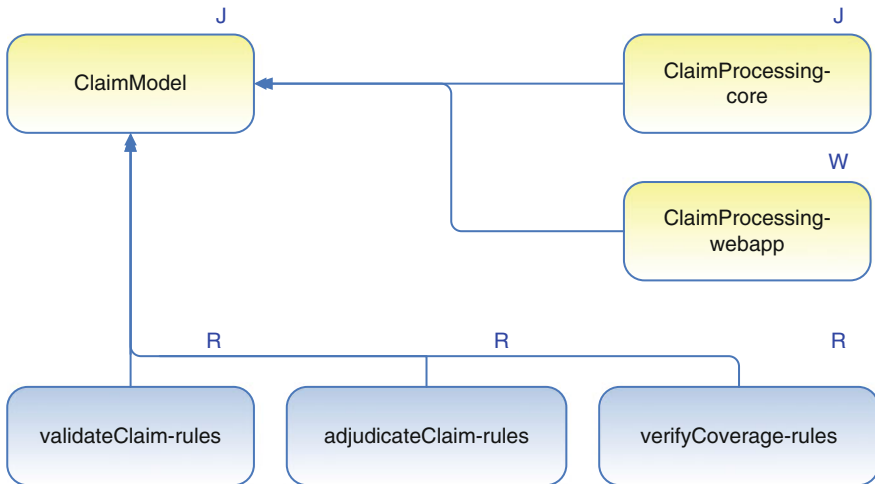 J
J
ClaimModel
ClaimProcessing-
core
W
ClaimProcessing-
webapp
R
R
R
validateClaim-rules
adjudicateClaim-rules
verifyCoverage-rules